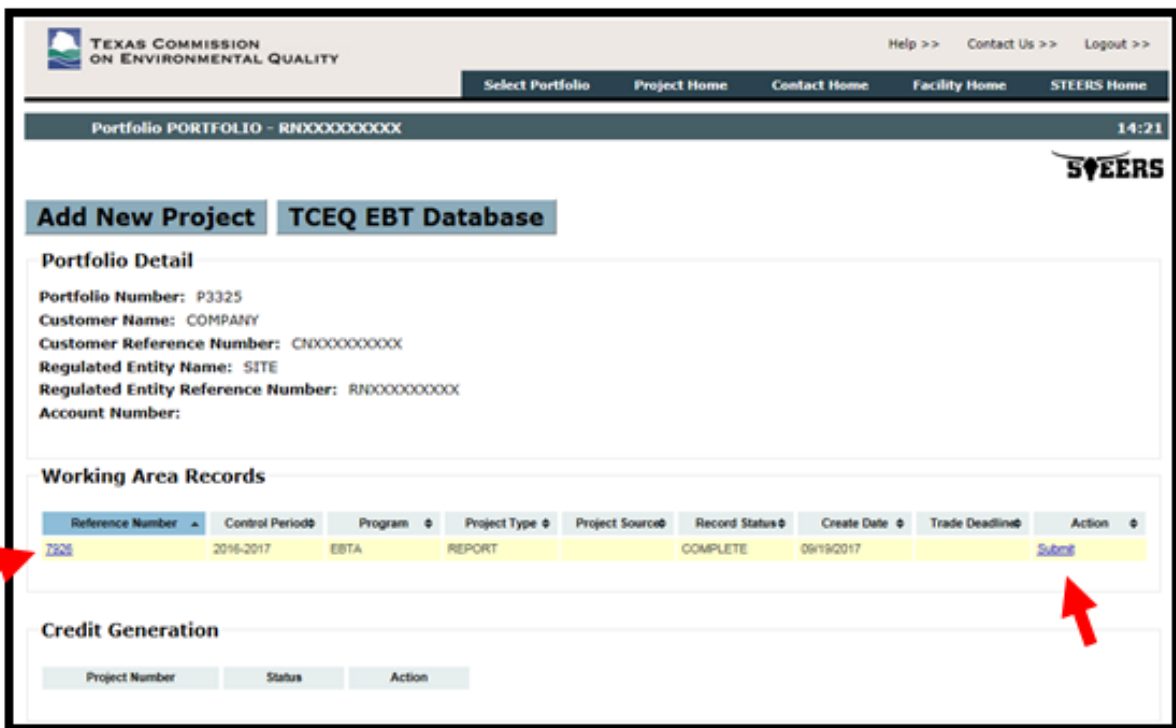 TEXAS COMMISSION
ON ENVIRONMENTAL QUALITY
Help >> Contact Us >> Logout >>
Select Portfolio Project Home Contact Home Facility Home STEERS Home
Portfolio PORTFOLIO - RNXXXXXXXXX 14:21
STEERS
Add New Project TCEQ EBT Database
Portfolio Detail
Portfolio Number: P3325
Customer Name: COMPANY
Customer Reference Number: CNXXXXXXXXX
Regulated Entity Name: SITE
Regulated Entity Reference Number: RNXXXXXXXXX
Account Number:
Working Area Records
Reference Number Control Period Program Project Type Project Source Record Status Create Date Trade Deadline Action
7926 2016-2017 EBTA REPORT COMPLETE 09/19/2017 Submit
Credit Generation
Project Number Status Action